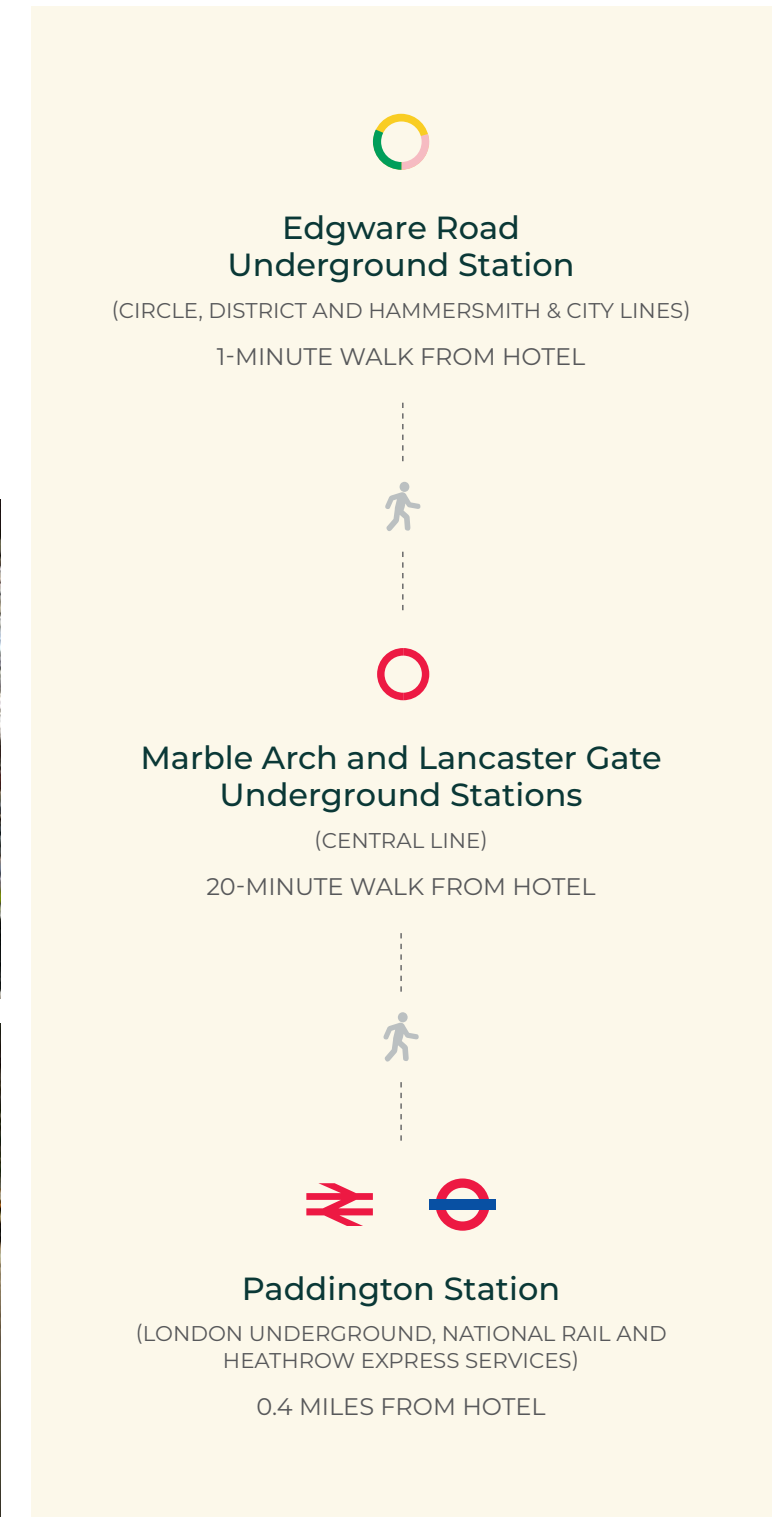 Edgware Road
Underground Station
(CIRCLE, DISTRICT AND HAMMERSMITH & CITY LINES)
1-MINUTE WALK FROM HOTEL
Marble Arch and Lancaster Gate
Underground Stations
(CENTRAL LINE)
20-MINUTE WALK FROM HOTEL
Paddington Station
(LONDON UNDERGROUND, NATIONAL RAIL AND
HEATHROW EXPRESS SERVICES)
0.4 MILES FROM HOTEL